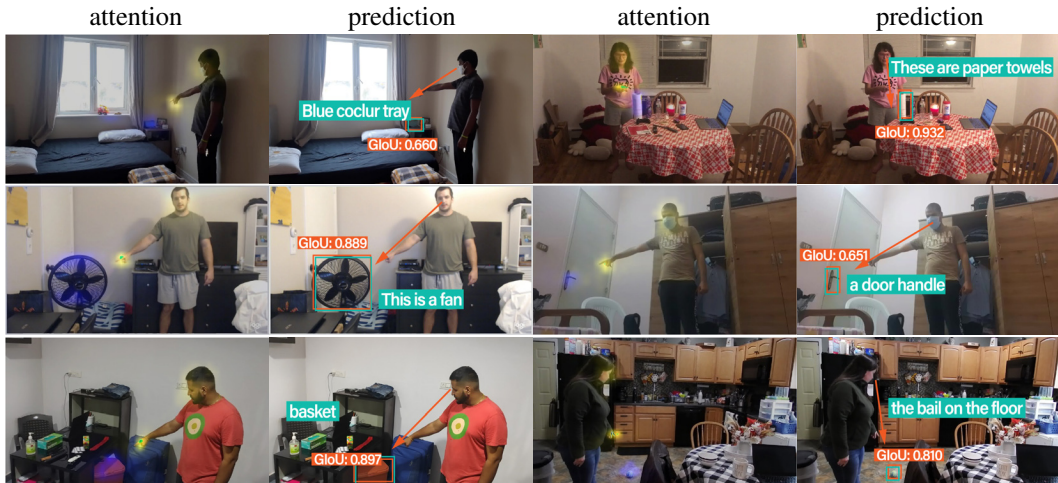 attention prediction attention prediction
Blue coclur tray
GIoU: 0.660
These are paper towels
GIoU: 0.932
GIoU: 0.889
This is a fan
GIoU: 0.651
a door handle
basket
GIoU: 0.897
the bail on the floor
GIoU: 0.810